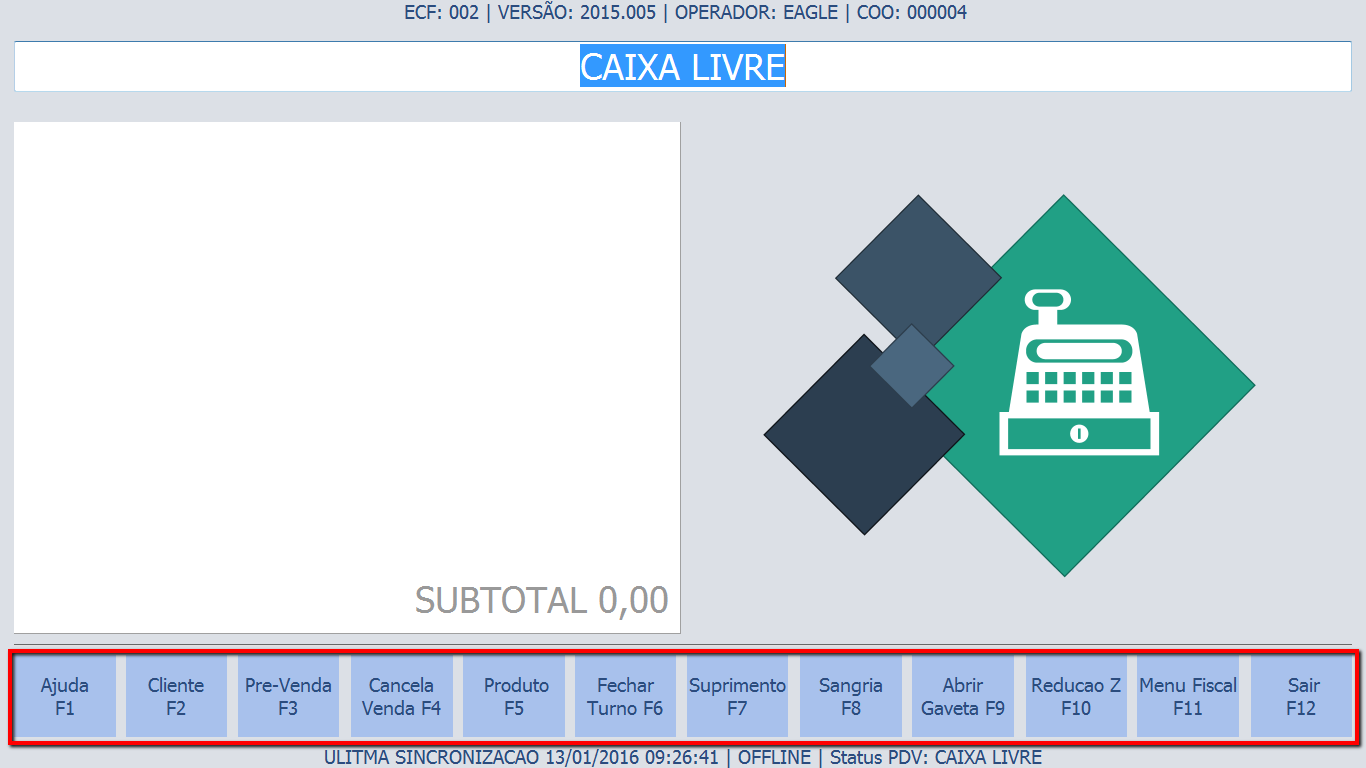 ECF: 002 | VERSÃO: 2015.005 | OPERADOR: EAGLE | COO: 000004
CAIXA LIVRE
SUBTOTAL 0,00
Ajuda
F1
Cliente
F2
Pre-Venda
F3
Cancela
Venda F4
Produto
F5
Fechar
Turno F6
Suprimento
F7
Sangria
F8
Abrir
Gaveta F9
Reducao Z
F10
Menu Fiscal
F11
Sair
F12
ULITMA SINCRONIZACAO 13/01/2016 09:26:41 | OFFLINE | Status PDV: CAIXA LIVRE